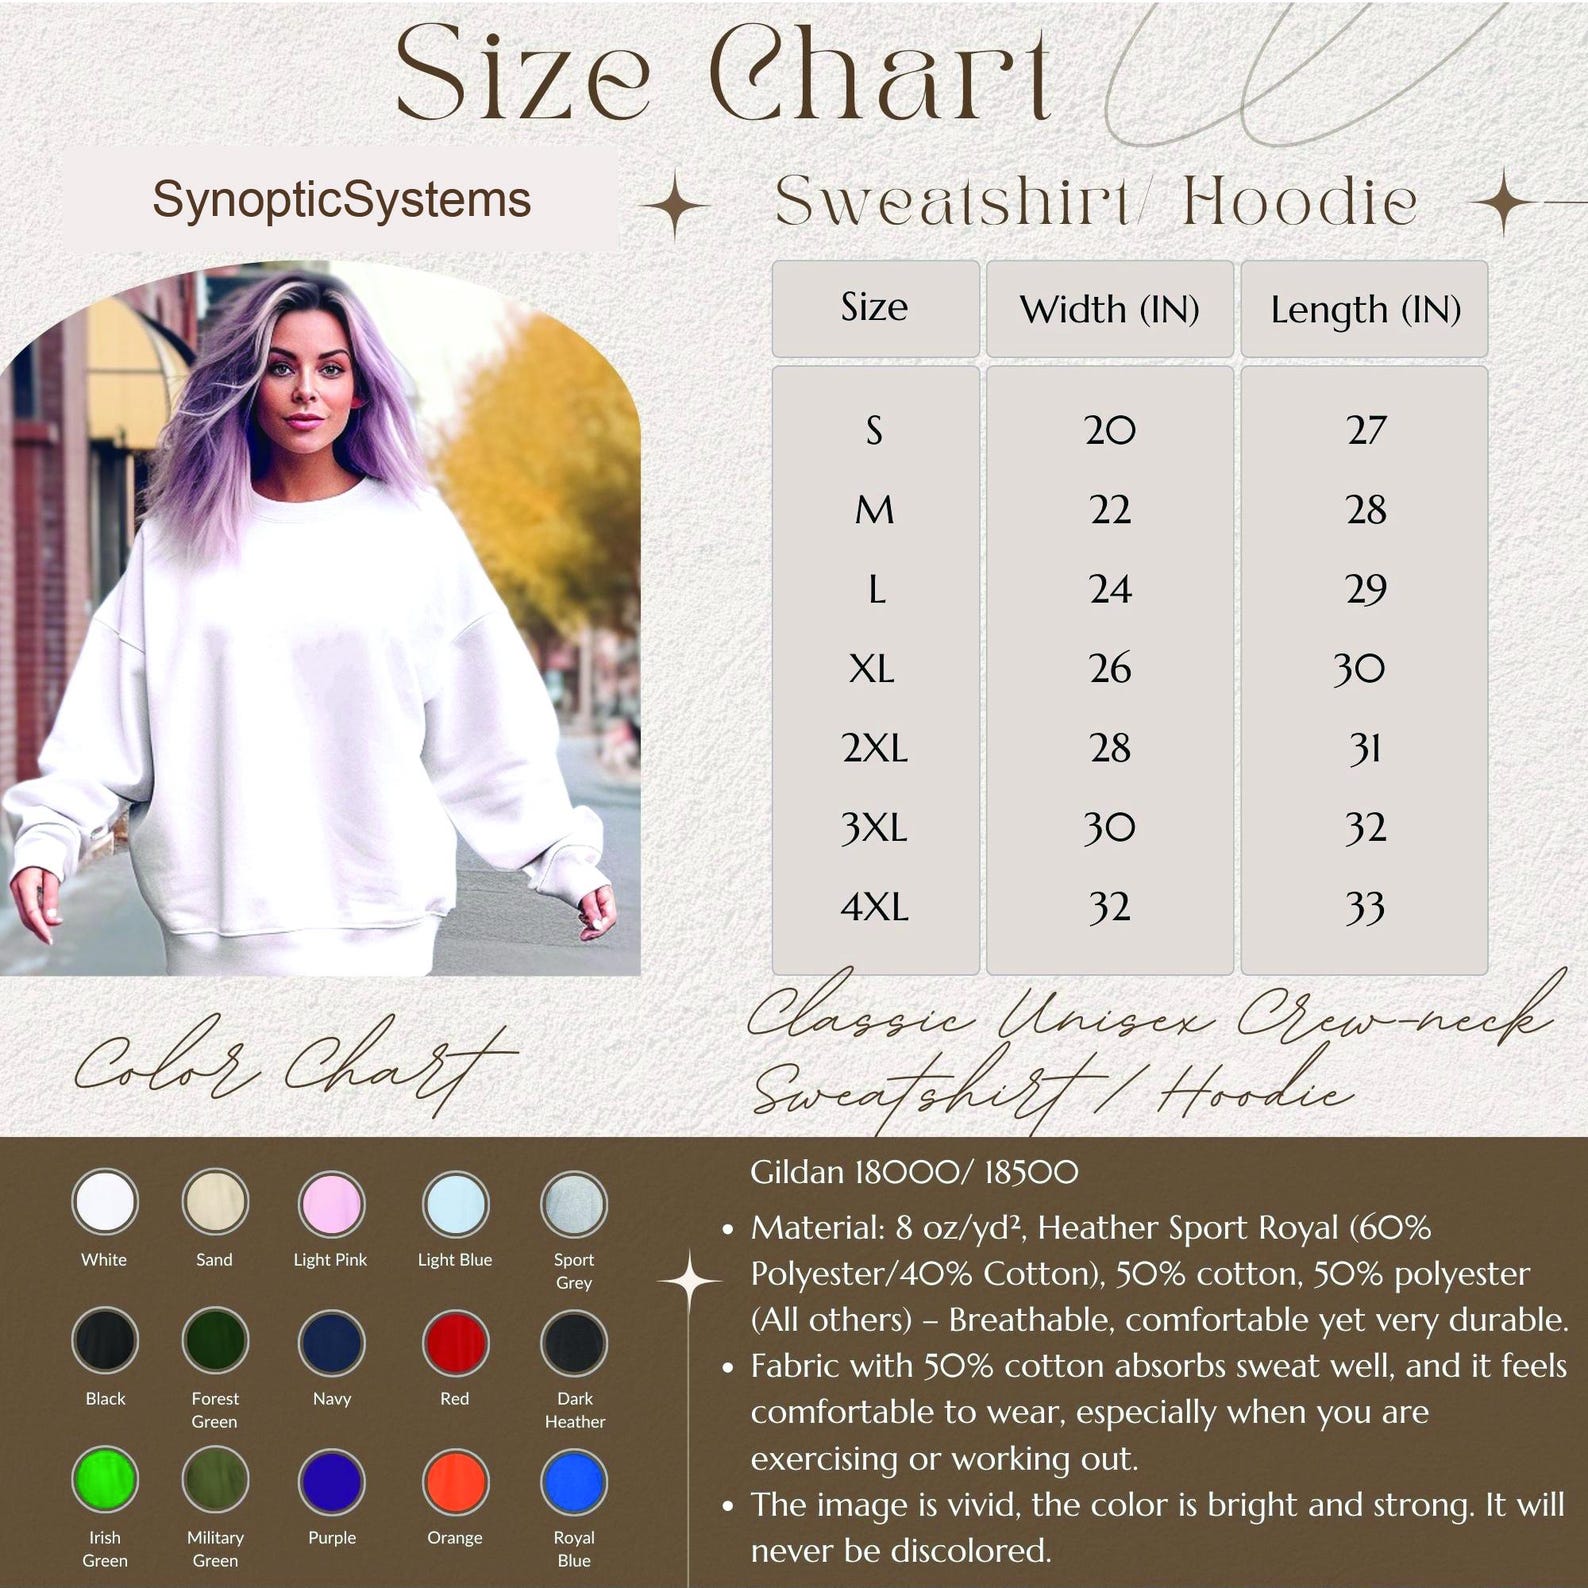 Size Chart
SynopticSystems
Sweatshirt/ Hoodie
Size Width (IN) Length (IN)
S 20 27
M 22 28
L 24 29
XL 26 30
2XL 28 31
3XL 30 32
4XL 32 33
Color Chart
Classic Unisex Crew-neck
Sweatshirt / Hoodie
White Sand Light Pink Light Blue Sport
Grey
Black Forest Navy Red Dark
Green Heather
Irish Military Purple Orange Royal
Green Green Blue
Gildan 18000/ 18500
• Material: 8 oz/yd², Heather Sport Royal (60%
Polyester/40% Cotton), 50% cotton, 50% polyester
(All others) – Breathable, comfortable yet very durable.
• Fabric with 50% cotton absorbs sweat well, and it feels
comfortable to wear, especially when you are
exercising or working out.
• The image is vivid, the color is bright and strong. It will
never be discolored.